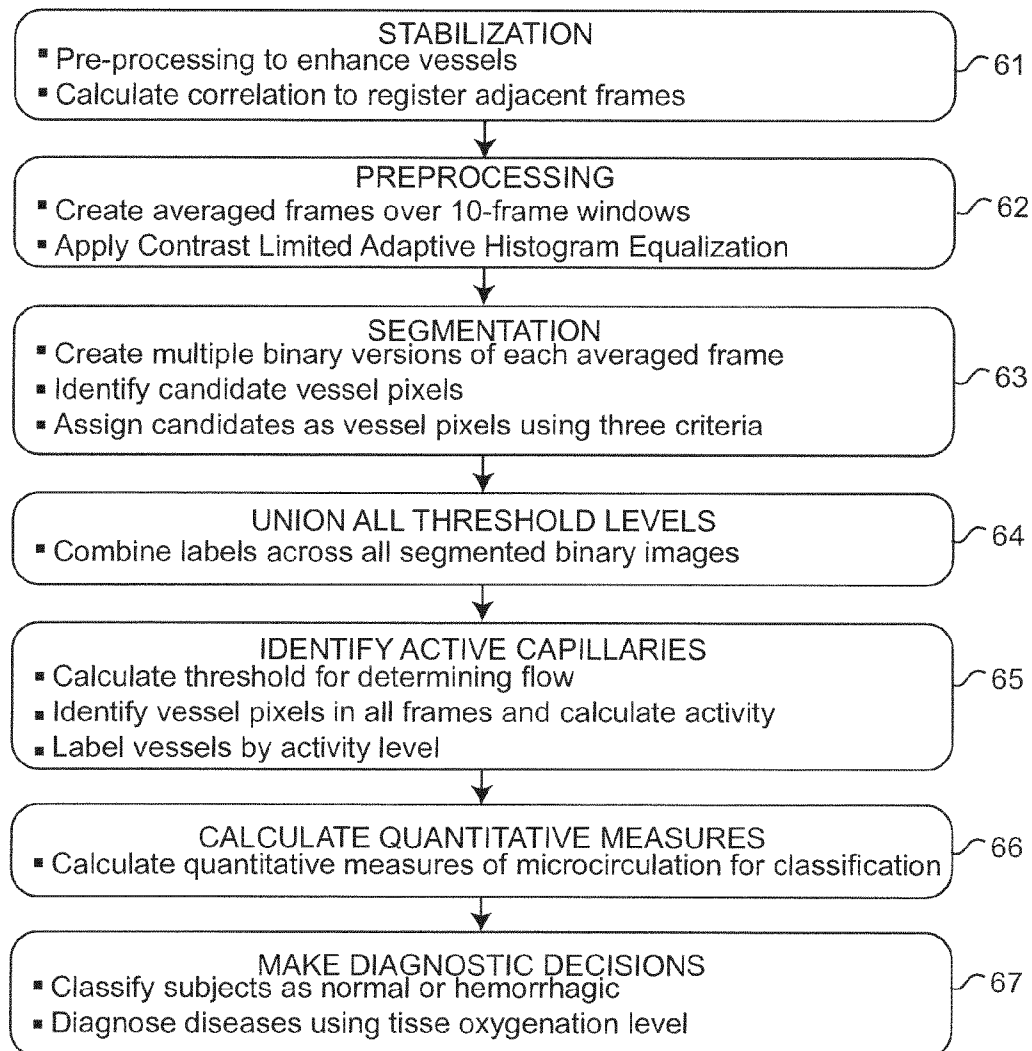 STABILIZATION
▪ Pre-processing to enhance vessels
▪ Calculate correlation to register adjacent frames
61
PREPROCESSING
▪ Create averaged frames over 10-frame windows
▪ Apply Contrast Limited Adaptive Histogram Equalization
62
SEGMENTATION
▪ Create multiple binary versions of each averaged frame
▪ Identify candidate vessel pixels
▪ Assign candidates as vessel pixels using three criteria
63
UNION ALL THRESHOLD LEVELS
▪ Combine labels across all segmented binary images
64
IDENTIFY ACTIVE CAPILLARIES
▪ Calculate threshold for determining flow
▪ Identify vessel pixels in all frames and calculate activity
▪ Label vessels by activity level
65
CALCULATE QUANTITATIVE MEASURES
▪ Calculate quantitative measures of microcirculation for classification
66
MAKE DIAGNOSTIC DECISIONS
▪ Classify subjects as normal or hemorrhagic
▪ Diagnose diseases using tisse oxygenation level
67